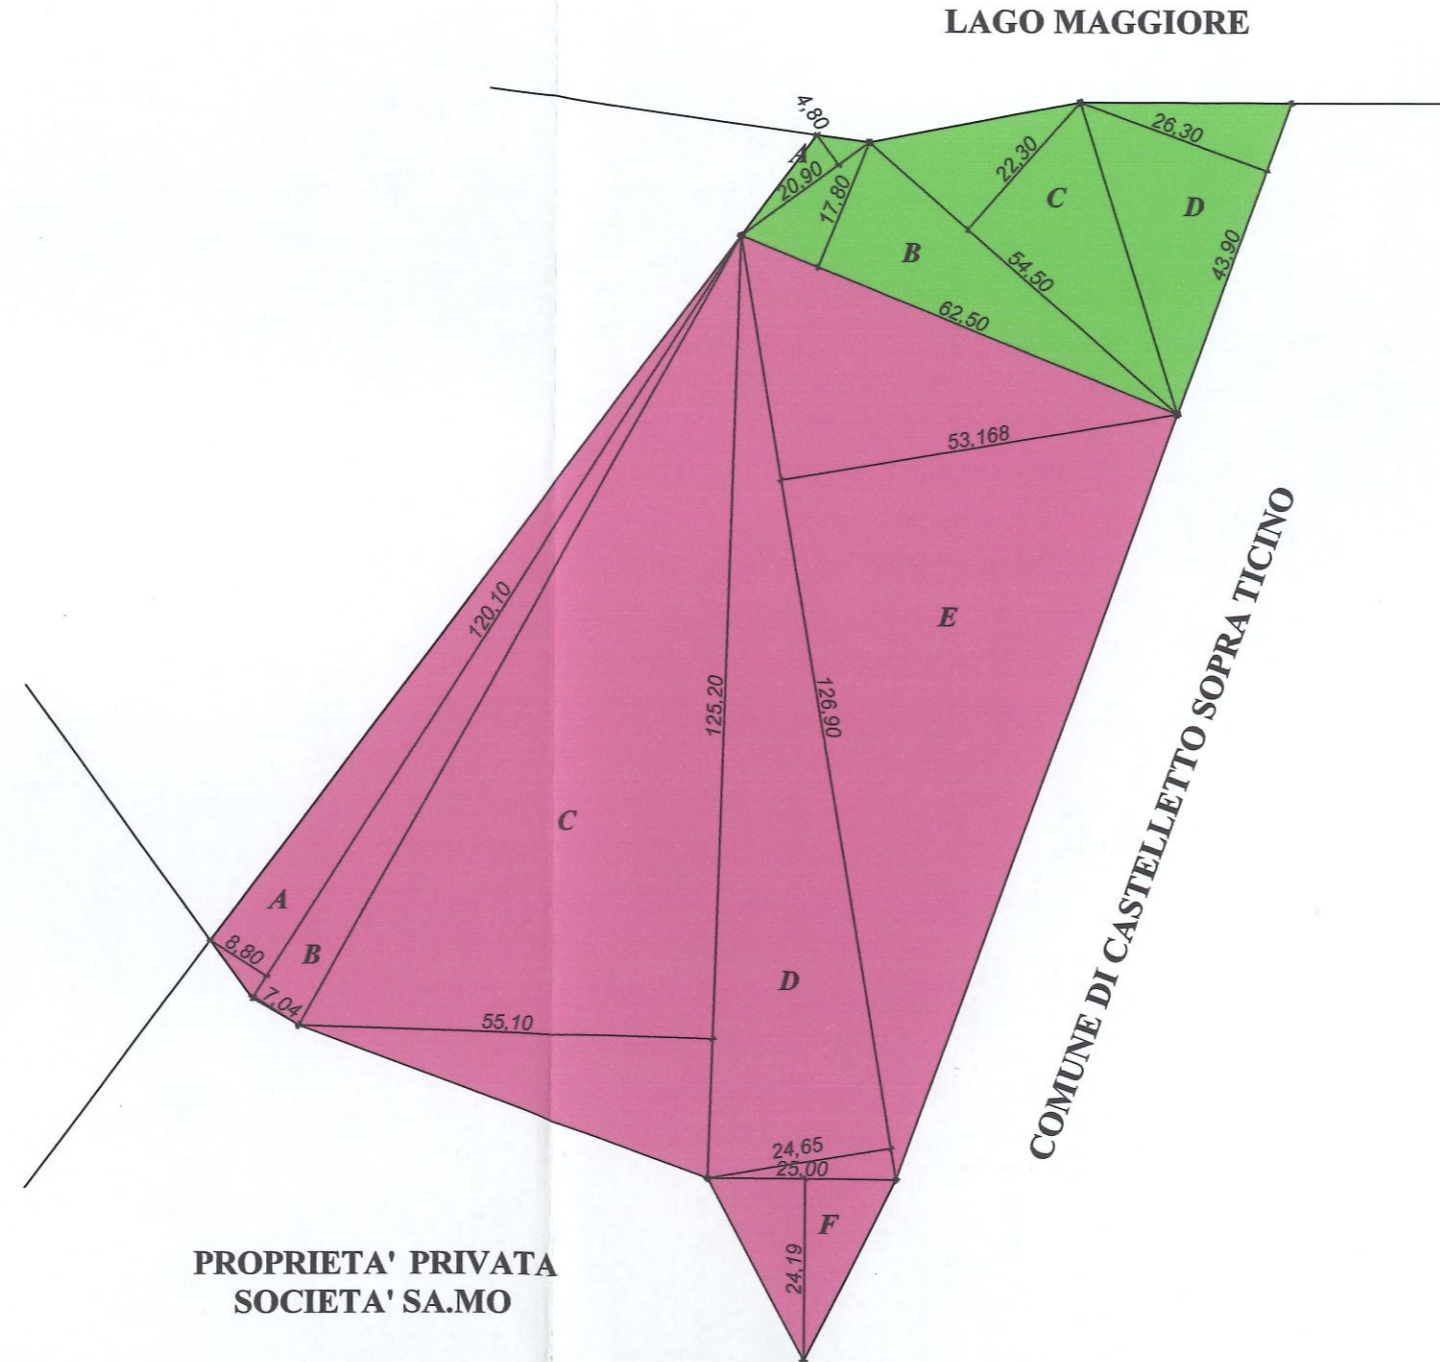 LAGO MAGGIORE
4,80
A
20,90
17,80
22,30
26,30
C
D
B
54,50
43,90
62,50
53,168
120,10
E
125,20
126,90
COMUNE DI CASTELLETTO SOPRA TICINO
C
A
8,80
B
7,04
D
55,10
24,65
25,00
F
24,19
PROPRIETA' PRIVATA
SOCIETA' SA.MO